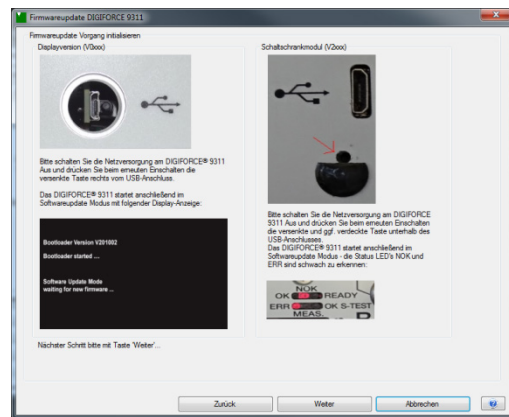 Firmwareupdate DIGIFORCE 9311
Firmwareupdate Vorgang initialisieren
Displayversion (V0xxx)
Bitte schalten Sie die Netzversorgung am DIGIFORCE® 9311
Aus und drücken Sie beim erneuten Einschalten die
versenkte Taste rechts vom USB-Anschluss.
Das DIGIFORCE® 9311 startet anschließend im
Softwareupdate Modus mit folgender Display-Anzeige:
Bootloader Version V201002
Bootloader started ....
Software Update Mode
waiting for new firmware ...
Schaltschrankmodul (V2xxx)
Bitte schalten Sie die Netzversorgung am DIGIFORCE
9311 Aus und drücken Sie beim erneuten Einschalten
die versenkte und ggf. verdeckte Taste unterhalb des
USB-Anschlusses.
Das DIGIFORCE® 9311 startet anschließend im
Softwareupdate Modus - die Status LED's NOK und
ERR sind schwach zu erkennen:
NOK
OK READY
ERR OK S-TEST
MEAS.
Nächster Schritt bitte mit Taste 'Weiter'...
Zurück
Weiter
Abbrechen